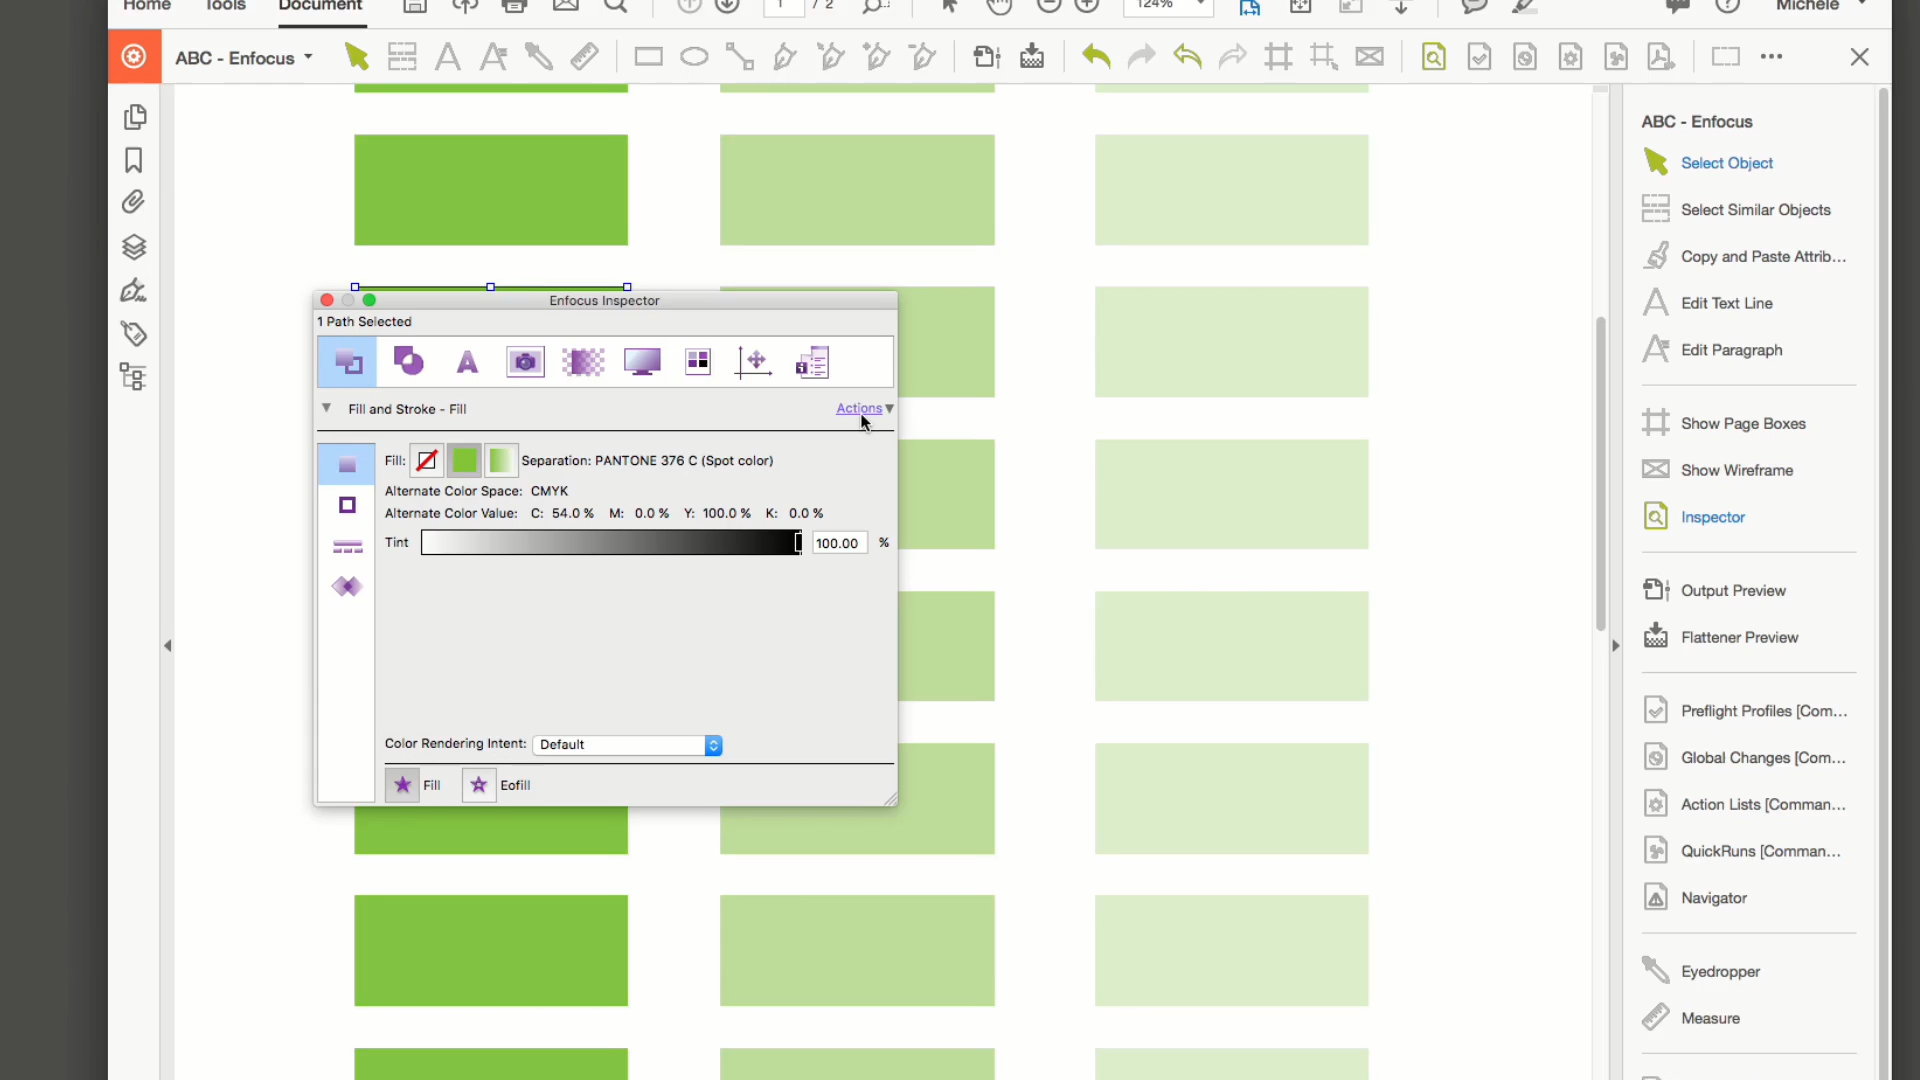 Home Tools Document 1 / 2 124% Michele
ABC - Enfocus
ABC - Enfocus
Select Object
Select Similar Objects
Copy and Paste Attrib...
Edit Text Line
Edit Paragraph
Show Page Boxes
Show Wireframe
Inspector
Output Preview
Flattener Preview
Preflight Profiles [Com...
Global Changes [Com...
Action Lists [Comman...
QuickRuns [Comman...
Navigator
Eyedropper
Measure
Enfocus Inspector
1 Path Selected
Fill and Stroke - Fill Actions
Fill: Separation: PANTONE 376 C (Spot color)
Alternate Color Space: CMYK
Alternate Color Value: C: 54.0 % M: 0.0 % Y: 100.0 % K: 0.0 %
Tint 100.00 %
Color Rendering Intent: Default
Fill Eofill